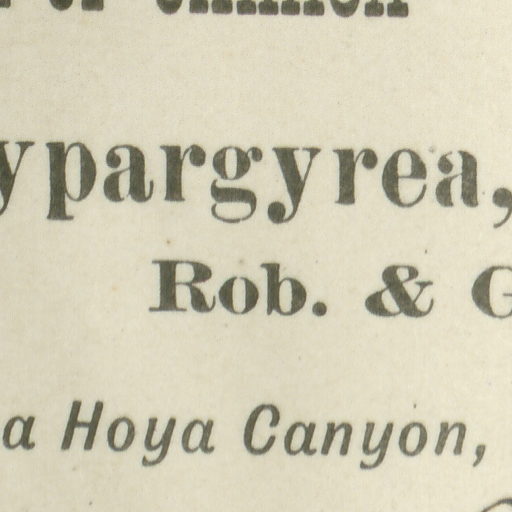 ypargyrea,
Rob. & G
a Hoya Canyon,